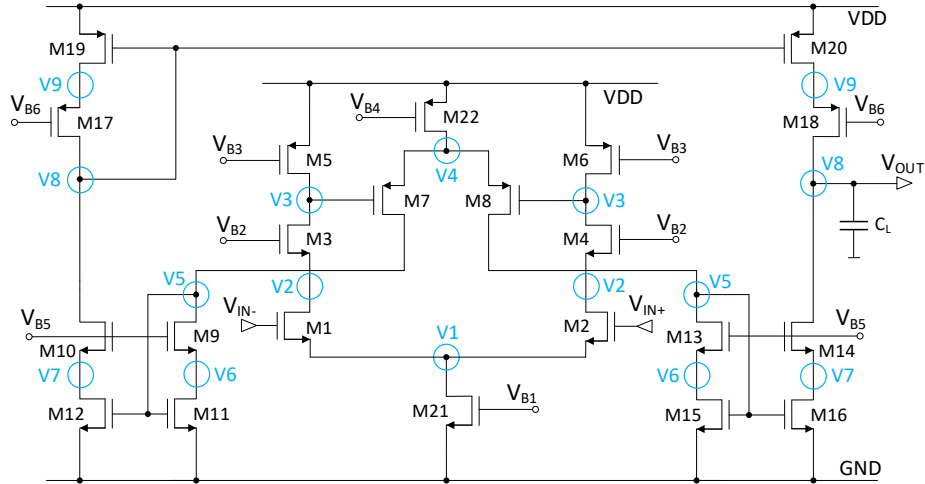 VDD
M19
M20
V9
V9
VDD
VB6
VB4
VB6
M17
M22
M18
VB3
M5
M6
VB3
V4
V8
V8
VOUT
V3
M7
M8
V3
VB2
M3
M4
VB2
CL
V5
V5
V2
V2
VIN-
VIN+
VB5
M9
M1
M2
M13
VB5
M10
V1
M14
V7
V6
V6
V7
VB1
M12
M11
M21
M15
M16
GND